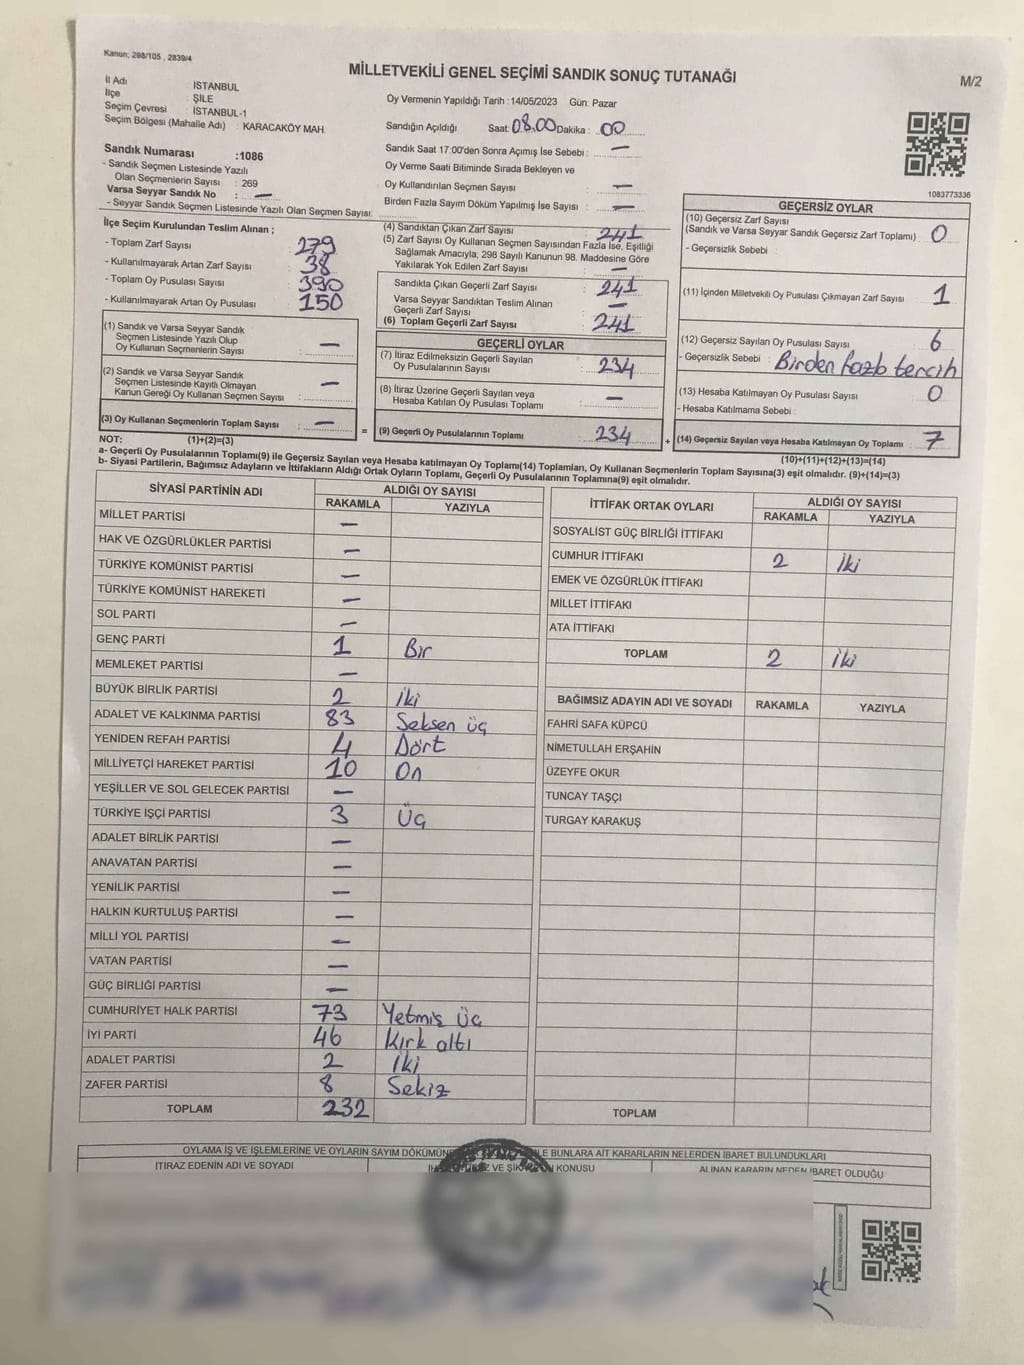 Kanun; 298/105 , 2839/4
MİLLETVEKİLİ GENEL SEÇİMİ SANDIK SONUÇ TUTANAĞI
M/2
İl Adı : İSTANBUL
İlçe : ŞİLE
Seçim Çevresi : İSTANBUL-1
Seçim Bölgesi (Mahalle Adı) : KARACAKÖY MAH.
Oy Vermenin Yapıldığı Tarih : 14/05/2023 Gün: Pazar
Sandığın Açıldığı Saat: 08.00 Dakika : 00
Sandık Saat 17:00'den Sonra Açımış İse Sebebi : —
Oy Verme Saati Bitiminde Sırada Bekleyen ve
Oy Kullandırılan Seçmen Sayısı : —
Birden Fazla Sayım Döküm Yapılmış İse Sayısı : —
Sandık Numarası :1086
- Sandık Seçmen Listesinde Yazılı
Olan Seçmenlerin Sayısı : 269
Varsa Seyyar Sandık No : —
- Seyyar Sandık Seçmen Listesinde Yazılı Olan Seçmen Sayısı:
İlçe Seçim Kurulundan Teslim Alınan ;
- Toplam Zarf Sayısı : 279
- Kullanılmayarak Artan Zarf Sayısı : 38
- Toplam Oy Pusulası Sayısı : 390
- Kullanılmayarak Artan Oy Pusulası : 150
(1) Sandık ve Varsa Seyyar Sandık
Seçmen Listesinde Yazılı Olup
Oy Kullanan Seçmenlerin Sayısı : —
(2) Sandık ve Varsa Seyyar Sandık
Seçmen Listesinde Kayıtlı Olmayan
Kanun Gereği Oy Kullanan Seçmen Sayısı : —
(3) Oy Kullanan Seçmenlerin Toplam Sayısı : —
(4) Sandıktan Çıkan Zarf Sayısı : 241
(5) Zarf Sayısı Oy Kullanan Seçmen Sayısından Fazla İse, Eşitliği
Sağlamak Amacıyla, 298 Sayılı Kanunun 98. Maddesine Göre
Yakılarak Yok Edilen Zarf Sayısı : —
Sandıkta Çıkan Geçerli Zarf Sayısı : 241
Varsa Seyyar Sandıktan Teslim Alınan
Geçerli Zarf Sayısı : —
(6) Toplam Geçerli Zarf Sayısı : 241
GEÇERLİ OYLAR
(7) İtiraz Edilmeksizin Geçerli Sayılan
Oy Pusulalarının Sayısı : 234
(8) İtiraz Üzerine Geçerli Sayılan veya
Hesaba Katılan Oy Pusulası Toplamı : —
= (9) Geçerli Oy Pusulalarının Toplamı : 234
1083773336
GEÇERSİZ OYLAR
(10) Geçersiz Zarf Sayısı
(Sandık ve Varsa Seyyar Sandık Geçersiz Zarf Toplamı) : 0
- Geçersizlik Sebebi :
(11) İçinden Milletvekili Oy Pusulası Çıkmayan Zarf Sayısı : 1
(12) Geçersiz Sayılan Oy Pusulası Sayısı : 6
- Geçersizlik Sebebi : Birden fazla tercih
(13) Hesaba Katılmayan Oy Pusulası Sayısı : 0
- Hesaba Katılmama Sebebi :
+ (14) Geçersiz Sayılan veya Hesaba Katılmayan Oy Toplamı : 7
NOT: (1)+(2)=(3)
(10)+(11)+(12)+(13)=(14)
a- Geçerli Oy Pusulalarının Toplamı(9) ile Geçersiz Sayılan veya Hesaba katılmayan Oy Toplamı(14) Toplamları, Oy Kullanan Seçmenlerin Toplam Sayısına(3) eşit olmalıdır. (9)+(14)=(3)
b- Siyasi Partilerin, Bağımsız Adayların ve İttifakların Aldığı Ortak Oyların Toplamı, Geçerli Oy Pusulalarının Toplamına(9) eşit olmalıdır.
SİYASİ PARTİNİN ADI ALDIĞI OY SAYISI
RAKAMLA YAZIYLA
MİLLET PARTİSİ —
HAK VE ÖZGÜRLÜKLER PARTİSİ —
TÜRKİYE KOMÜNİST PARTİSİ —
TÜRKİYE KOMÜNİST HAREKETİ —
SOL PARTİ —
GENÇ PARTİ 1 Bir
MEMLEKET PARTİSİ —
BÜYÜK BİRLİK PARTİSİ 2 İki
ADALET VE KALKINMA PARTİSİ 83 Seksen üç
YENİDEN REFAH PARTİSİ 4 Dört
MİLLİYETÇİ HAREKET PARTİSİ 10 On
YEŞİLLER VE SOL GELECEK PARTİSİ —
TÜRKİYE İŞÇİ PARTİSİ 3 Üç
ADALET BİRLİK PARTİSİ —
ANAVATAN PARTİSİ —
YENİLİK PARTİSİ —
HALKIN KURTULUŞ PARTİSİ —
MİLLİ YOL PARTİSİ —
VATAN PARTİSİ —
GÜÇ BİRLİĞİ PARTİSİ —
CUMHURİYET HALK PARTİSİ 73 Yetmiş Üç
İYİ PARTİ 46 Kırk altı
ADALET PARTİSİ 2 İki
ZAFER PARTİSİ 8 Sekiz
TOPLAM 232
İTTİFAK ORTAK OYLARI ALDIĞI OY SAYISI
RAKAMLA YAZIYLA
SOSYALİST GÜÇ BİRLİĞİ İTTİFAKI
CUMHUR İTTİFAKI 2 İki
EMEK VE ÖZGÜRLÜK İTTİFAKI
MİLLET İTTİFAKI
ATA İTTİFAKI
TOPLAM 2 İki
BAĞIMSIZ ADAYIN ADI VE SOYADI RAKAMLA YAZIYLA
FAHRİ SAFA KÜPCÜ
NİMETULLAH ERŞAHİN
ÜZEYFE OKUR
TUNCAY TAŞÇI
TURGAY KARAKUŞ
TOPLAM
OYLAMA İŞ VE İŞLEMLERİNE VE OYLARIN SAYIM DÖKÜMÜNE İLE BUNLARA AİT KARARLARIN NELERDEN İBARET BULUNDUKLARI
İTİRAZ EDENİN ADI VE SOYADI VE KONUSU ALINAN KARARIN NEDEN İBARET OLDUĞU